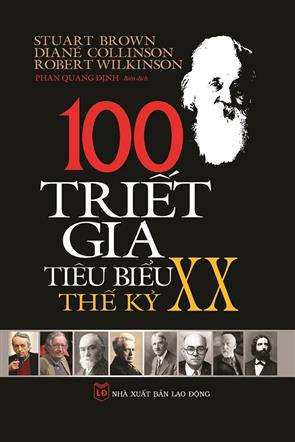 STUART BROWN
DIANÉ COLLINSON
ROBERT WILKINSON
PHAN QUANG ĐỊNH Biên dịch
100
TRIẾT
GIA
TIÊU BIỂU
THẾ KỶ XX
LĐ NHÀ XUẤT BẢN LAO ĐỘNG